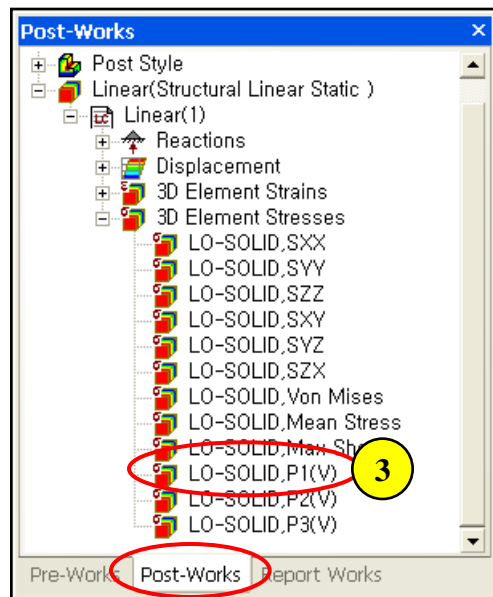 Post-Works
Post Style
Linear(Structural Linear Static )
Linear(1)
Reactions
Displacement
3D Element Strains
3D Element Stresses
LO-SOLID,SXX
LO-SOLID,SYY
LO-SOLID,SZZ
LO-SOLID,SXY
LO-SOLID,SYZ
LO-SOLID,SZX
LO-SOLID,Von Mises
LO-SOLID,Mean Stress
LO-SOLID,Max
LO-SOLID,P1(V) 3
LO-SOLID,P2(V)
LO-SOLID,P3(V)
Pre-Works Post-Works Report Works